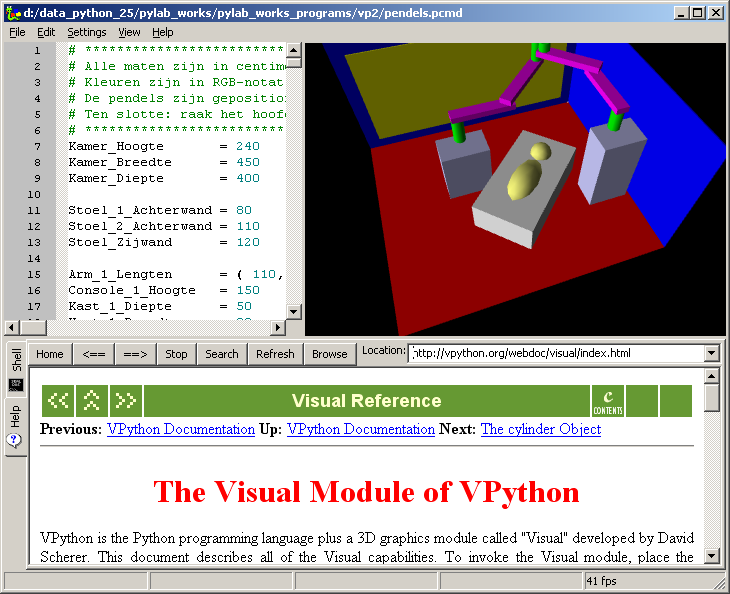 d:/data_python_25/pylab_works/pylab_works_programs/vp2/pendels.pcmd
File Edit Settings View Help
1 # *************************
2 # Alle maten zijn in centim
3 # Kleuren zijn in RGB-notat
4 # De pendels zijn geposition
5 # Ten slotte: raak het hoof
6 # *************************
7 Kamer_Hoogte = 240
8 Kamer_Breedte = 450
9 Kamer_Diepte = 400
10
11 Stoel_1_Achterwand = 80
12 Stoel_2_Achterwand = 110
13 Stoel_Zijwand = 120
14
15 Arm_1_Lengten = ( 110,
16 Console_1_Hoogte = 150
17 Kast_1_Diepte = 50
Shell
Help
Home <== ==> Stop Search Refresh Browse Location: http://vpython.org/webdoc/visual/index.html
Visual Reference
CONTENTS
Previous: VPython Documentation Up: VPython Documentation Next: The cylinder Object
The Visual Module of VPython
VPython is the Python programming language plus a 3D graphics module called "Visual" developed by David
Scherer. This document describes all of the Visual capabilities. To invoke the Visual module, place the
41 fps